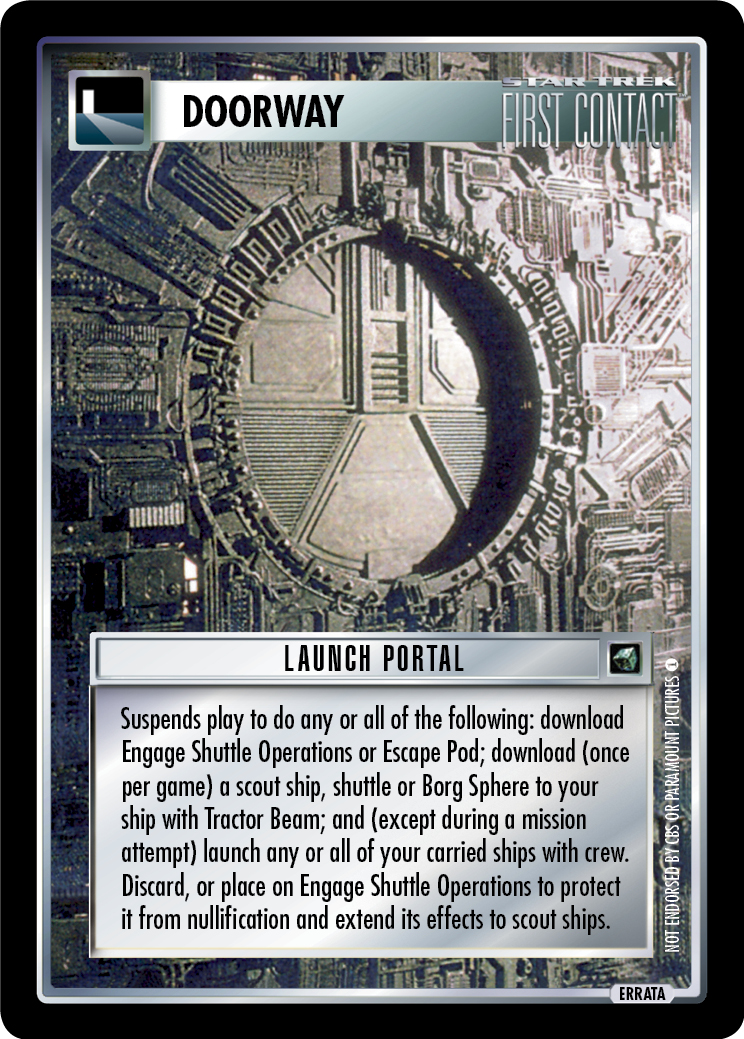 DOORWAY
STAR TREK
FIRST CONTACT
LAUNCH PORTAL
Suspends play to do any or all of the following: download
Engage Shuttle Operations or Escape Pod; download (once
per game) a scout ship, shuttle or Borg Sphere to your
ship with Tractor Beam; and (except during a mission
attempt) launch any or all of your carried ships with crew.
Discard, or place on Engage Shuttle Operations to protect
it from nullification and extend its effects to scout ships.
NOT ENDORSED BY CBS OR PARAMOUNT PICTURES
ERRATA